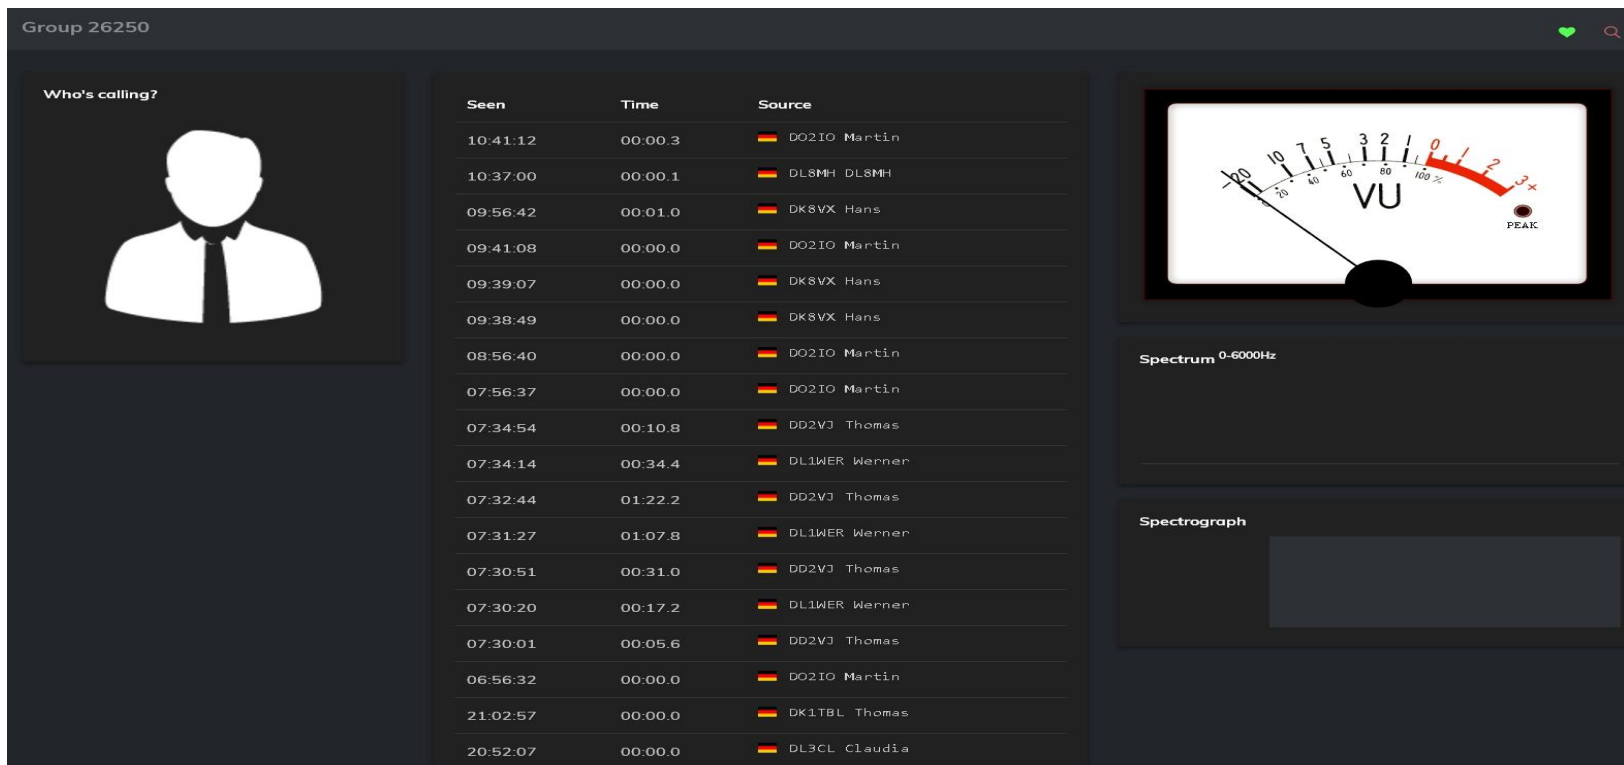 Group 26250
Who's calling?
Seen Time Source
10:41:12 00:00.3 DO2IO Martin
10:37:00 00:00.1 DL8MH DL8MH
09:56:42 00:01.0 DK8VX Hans
09:41:08 00:00.0 DO2IO Martin
09:39:07 00:00.0 DK8VX Hans
09:38:49 00:00.0 DK8VX Hans
08:56:40 00:00.0 DO2IO Martin
07:56:37 00:00.0 DO2IO Martin
07:34:54 00:10.8 DD2VJ Thomas
07:34:14 00:34.4 DL1WER Werner
07:32:44 01:22.2 DD2VJ Thomas
07:31:27 01:07.8 DL1WER Werner
07:30:51 00:31.0 DD2VJ Thomas
07:30:20 00:17.2 DL1WER Werner
07:30:01 00:05.6 DD2VJ Thomas
06:56:32 00:00.0 DO2IO Martin
21:02:57 00:00.0 DK1TBL Thomas
20:52:07 00:00.0 DL3CL Claudia
-20 10 7 5 3 2 1 0 1 2 3+
0 20 40 60 80 100 %
VU
PEAK
Spectrum 0-6000Hz
Spectrograph